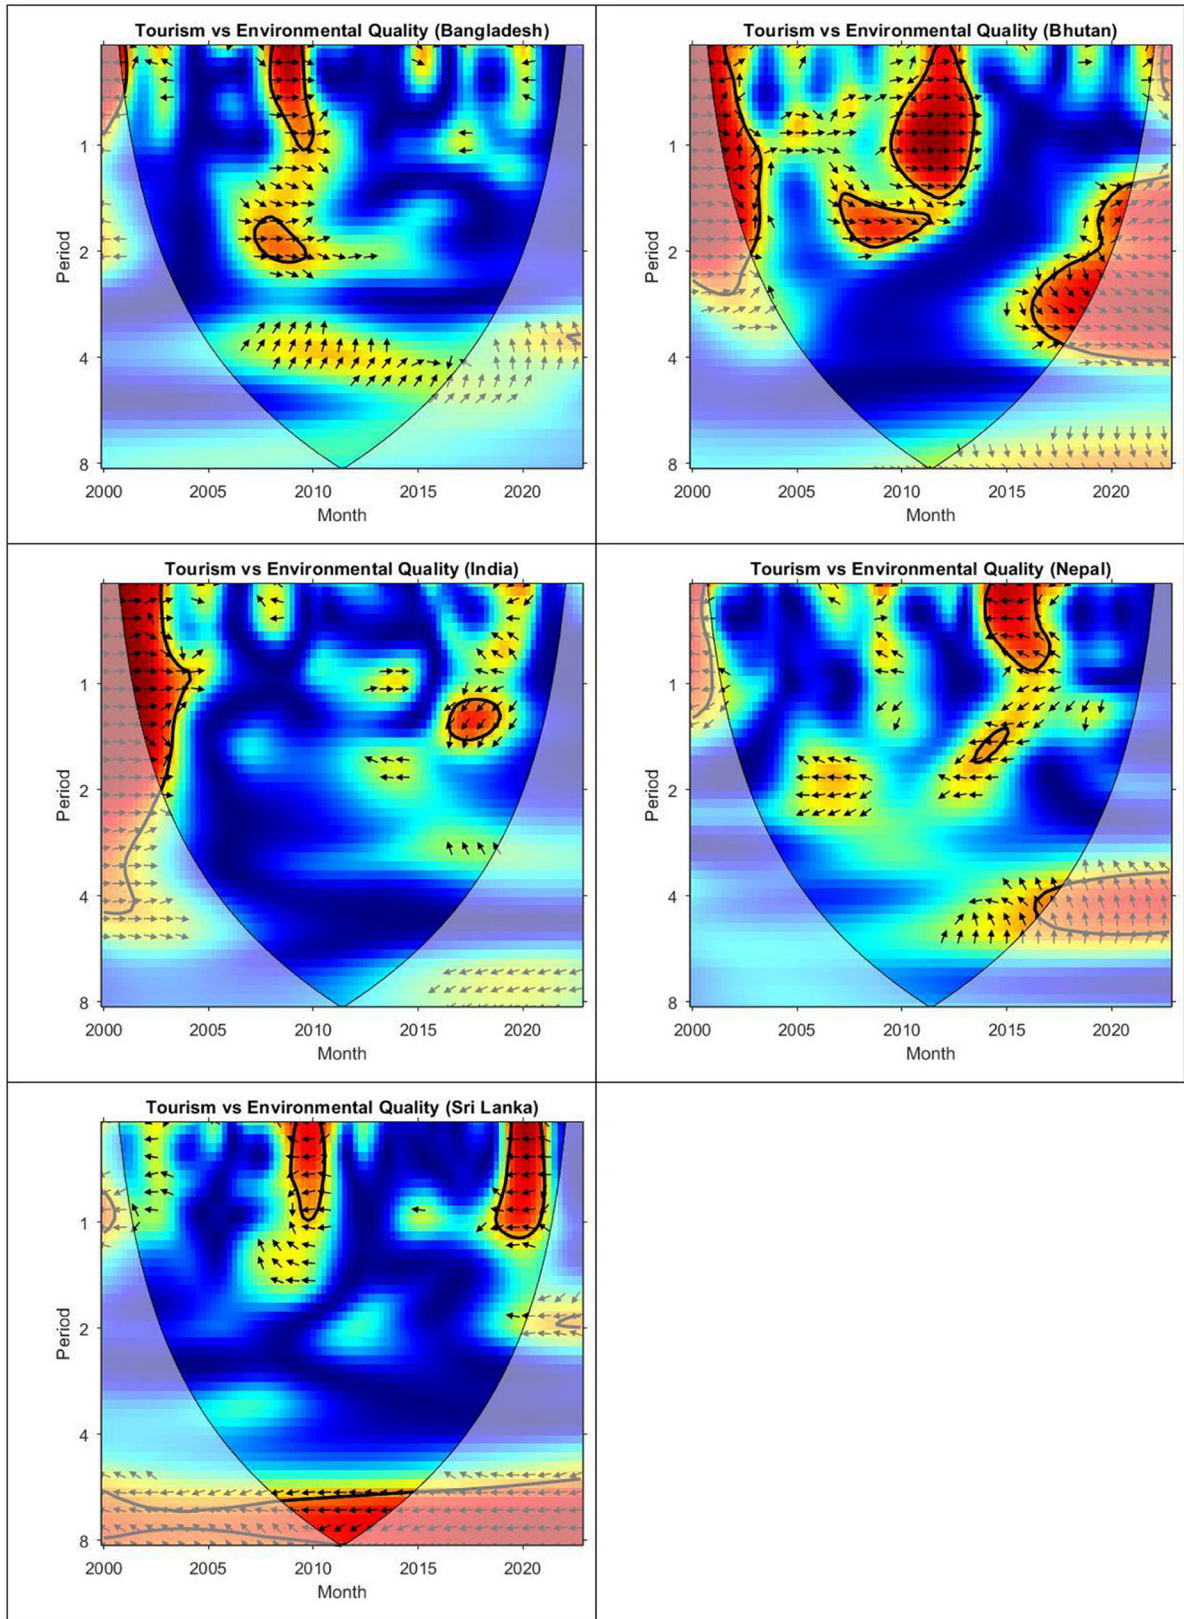 Tourism vs Environmental Quality (Bangladesh)
Period
1
2
4
8
2000 2005 2010 2015 2020
Month
Tourism vs Environmental Quality (Bhutan)
Period
1
2
4
8
2000 2005 2010 2015 2020
Month
Tourism vs Environmental Quality (India)
Period
1
2
4
8
2000 2005 2010 2015 2020
Month
Tourism vs Environmental Quality (Nepal)
Period
1
2
4
8
2000 2005 2010 2015 2020
Month
Tourism vs Environmental Quality (Sri Lanka)
Period
1
2
4
8
2000 2005 2010 2015 2020
Month